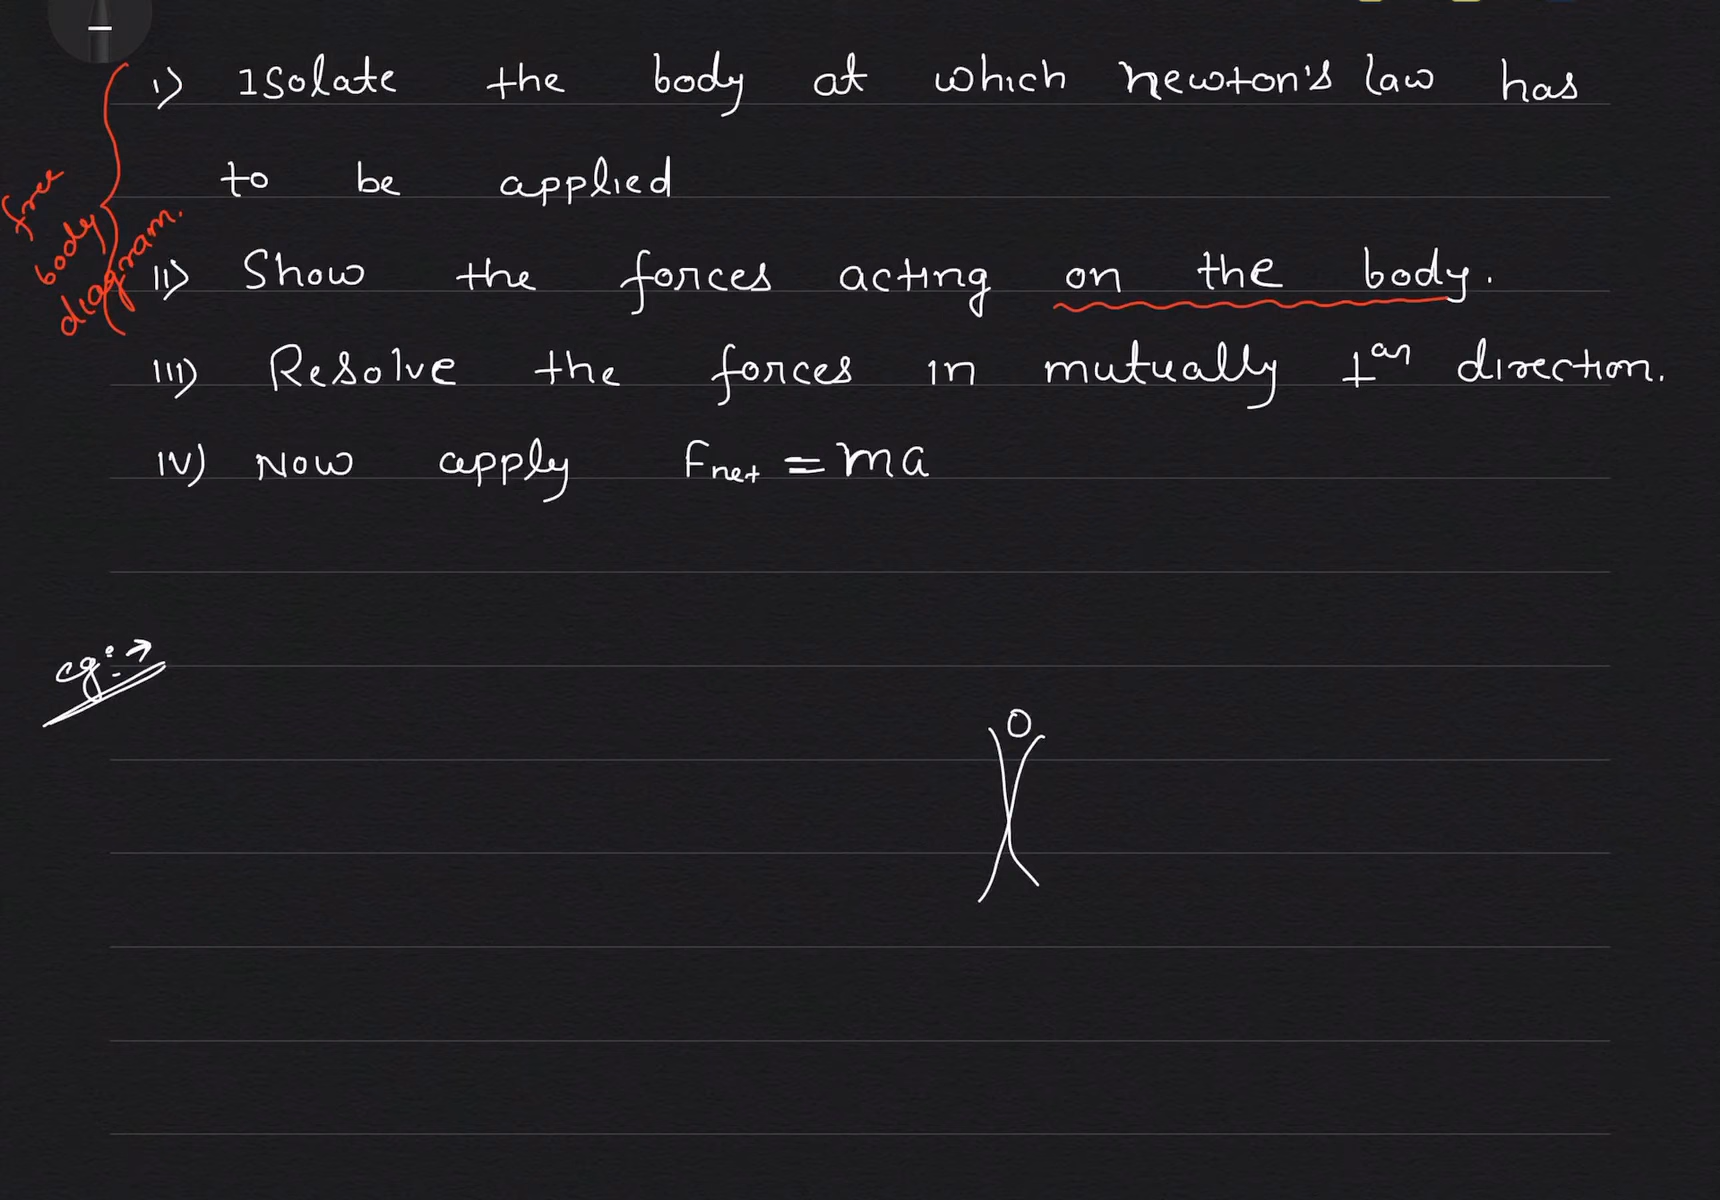 i) Isolate the body at which newton's law has
to be applied
free
body
diagram.
ii) Show the forces acting on the body.
iii) Resolve the forces in mutually ⊥ar direction.
iv) Now apply Fnet = ma
eg:→